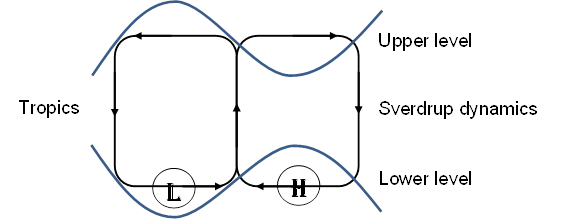 Upper level
Tropics
Sverdrup dynamics
L
H
Lower level